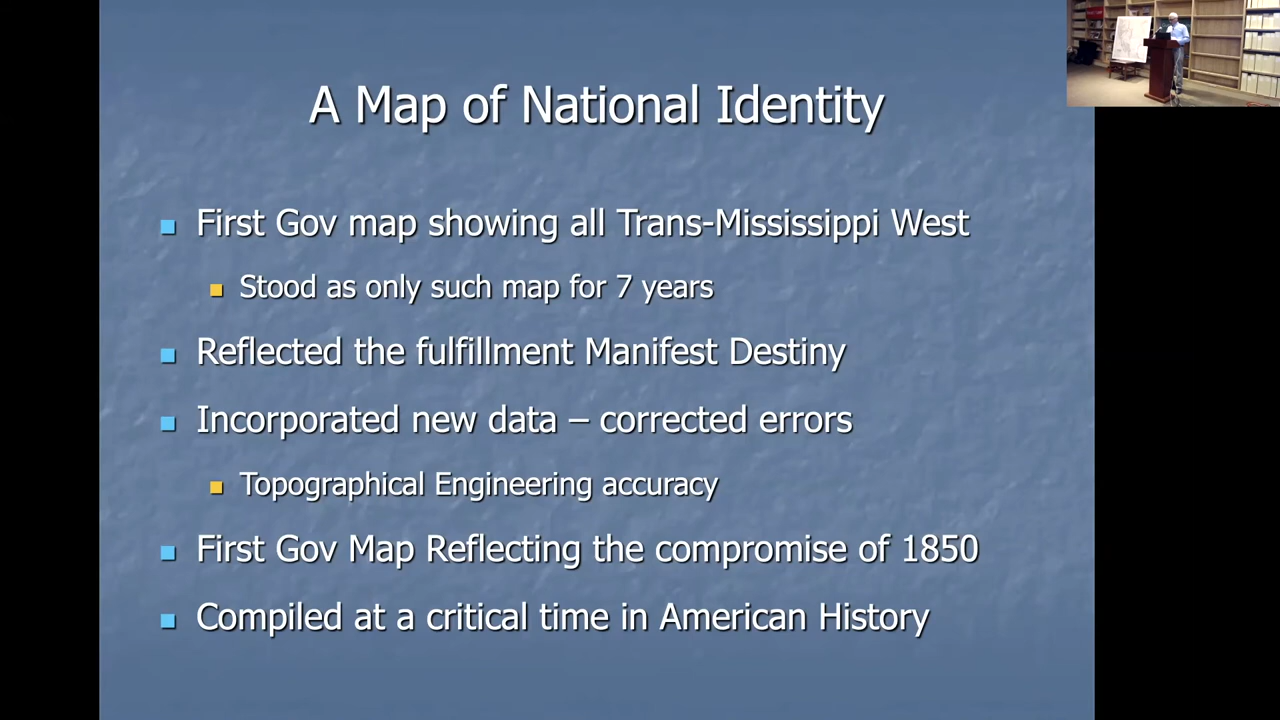 A Map of National Identity
First Gov map showing all Trans-Mississippi West
Stood as only such map for 7 years
Reflected the fulfillment Manifest Destiny
Incorporated new data – corrected errors
Topographical Engineering accuracy
First Gov Map Reflecting the compromise of 1850
Compiled at a critical time in American History